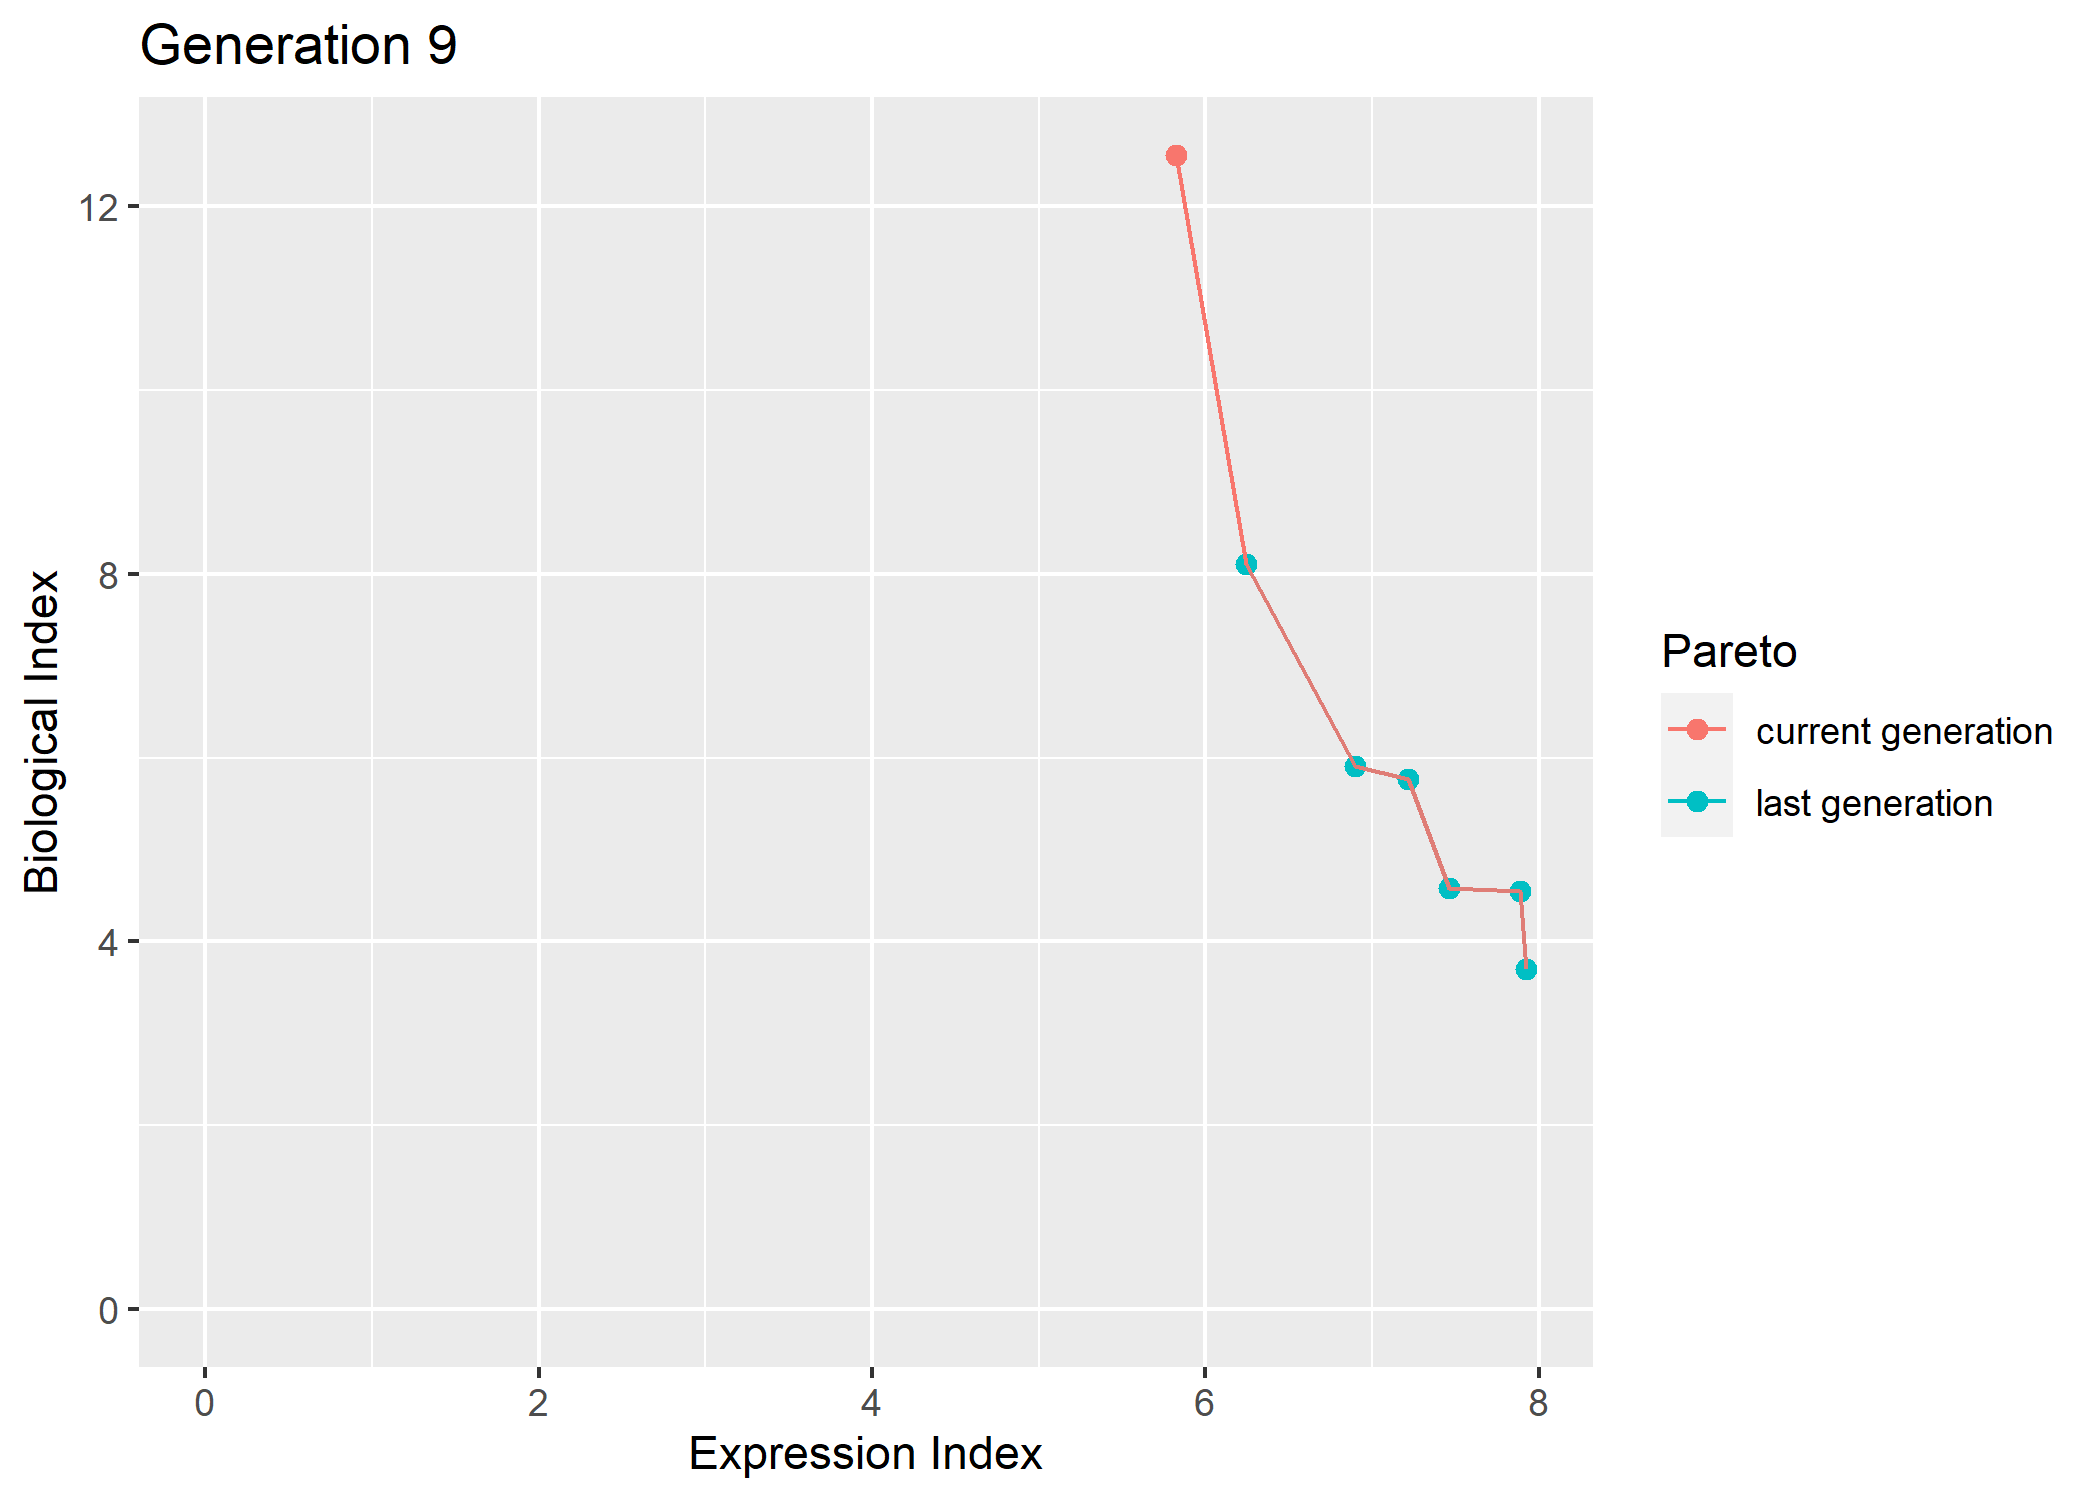 Generation 9
12
8
4
0
Biological Index
0 2 4 6 8
Expression Index
Pareto
current generation
last generation